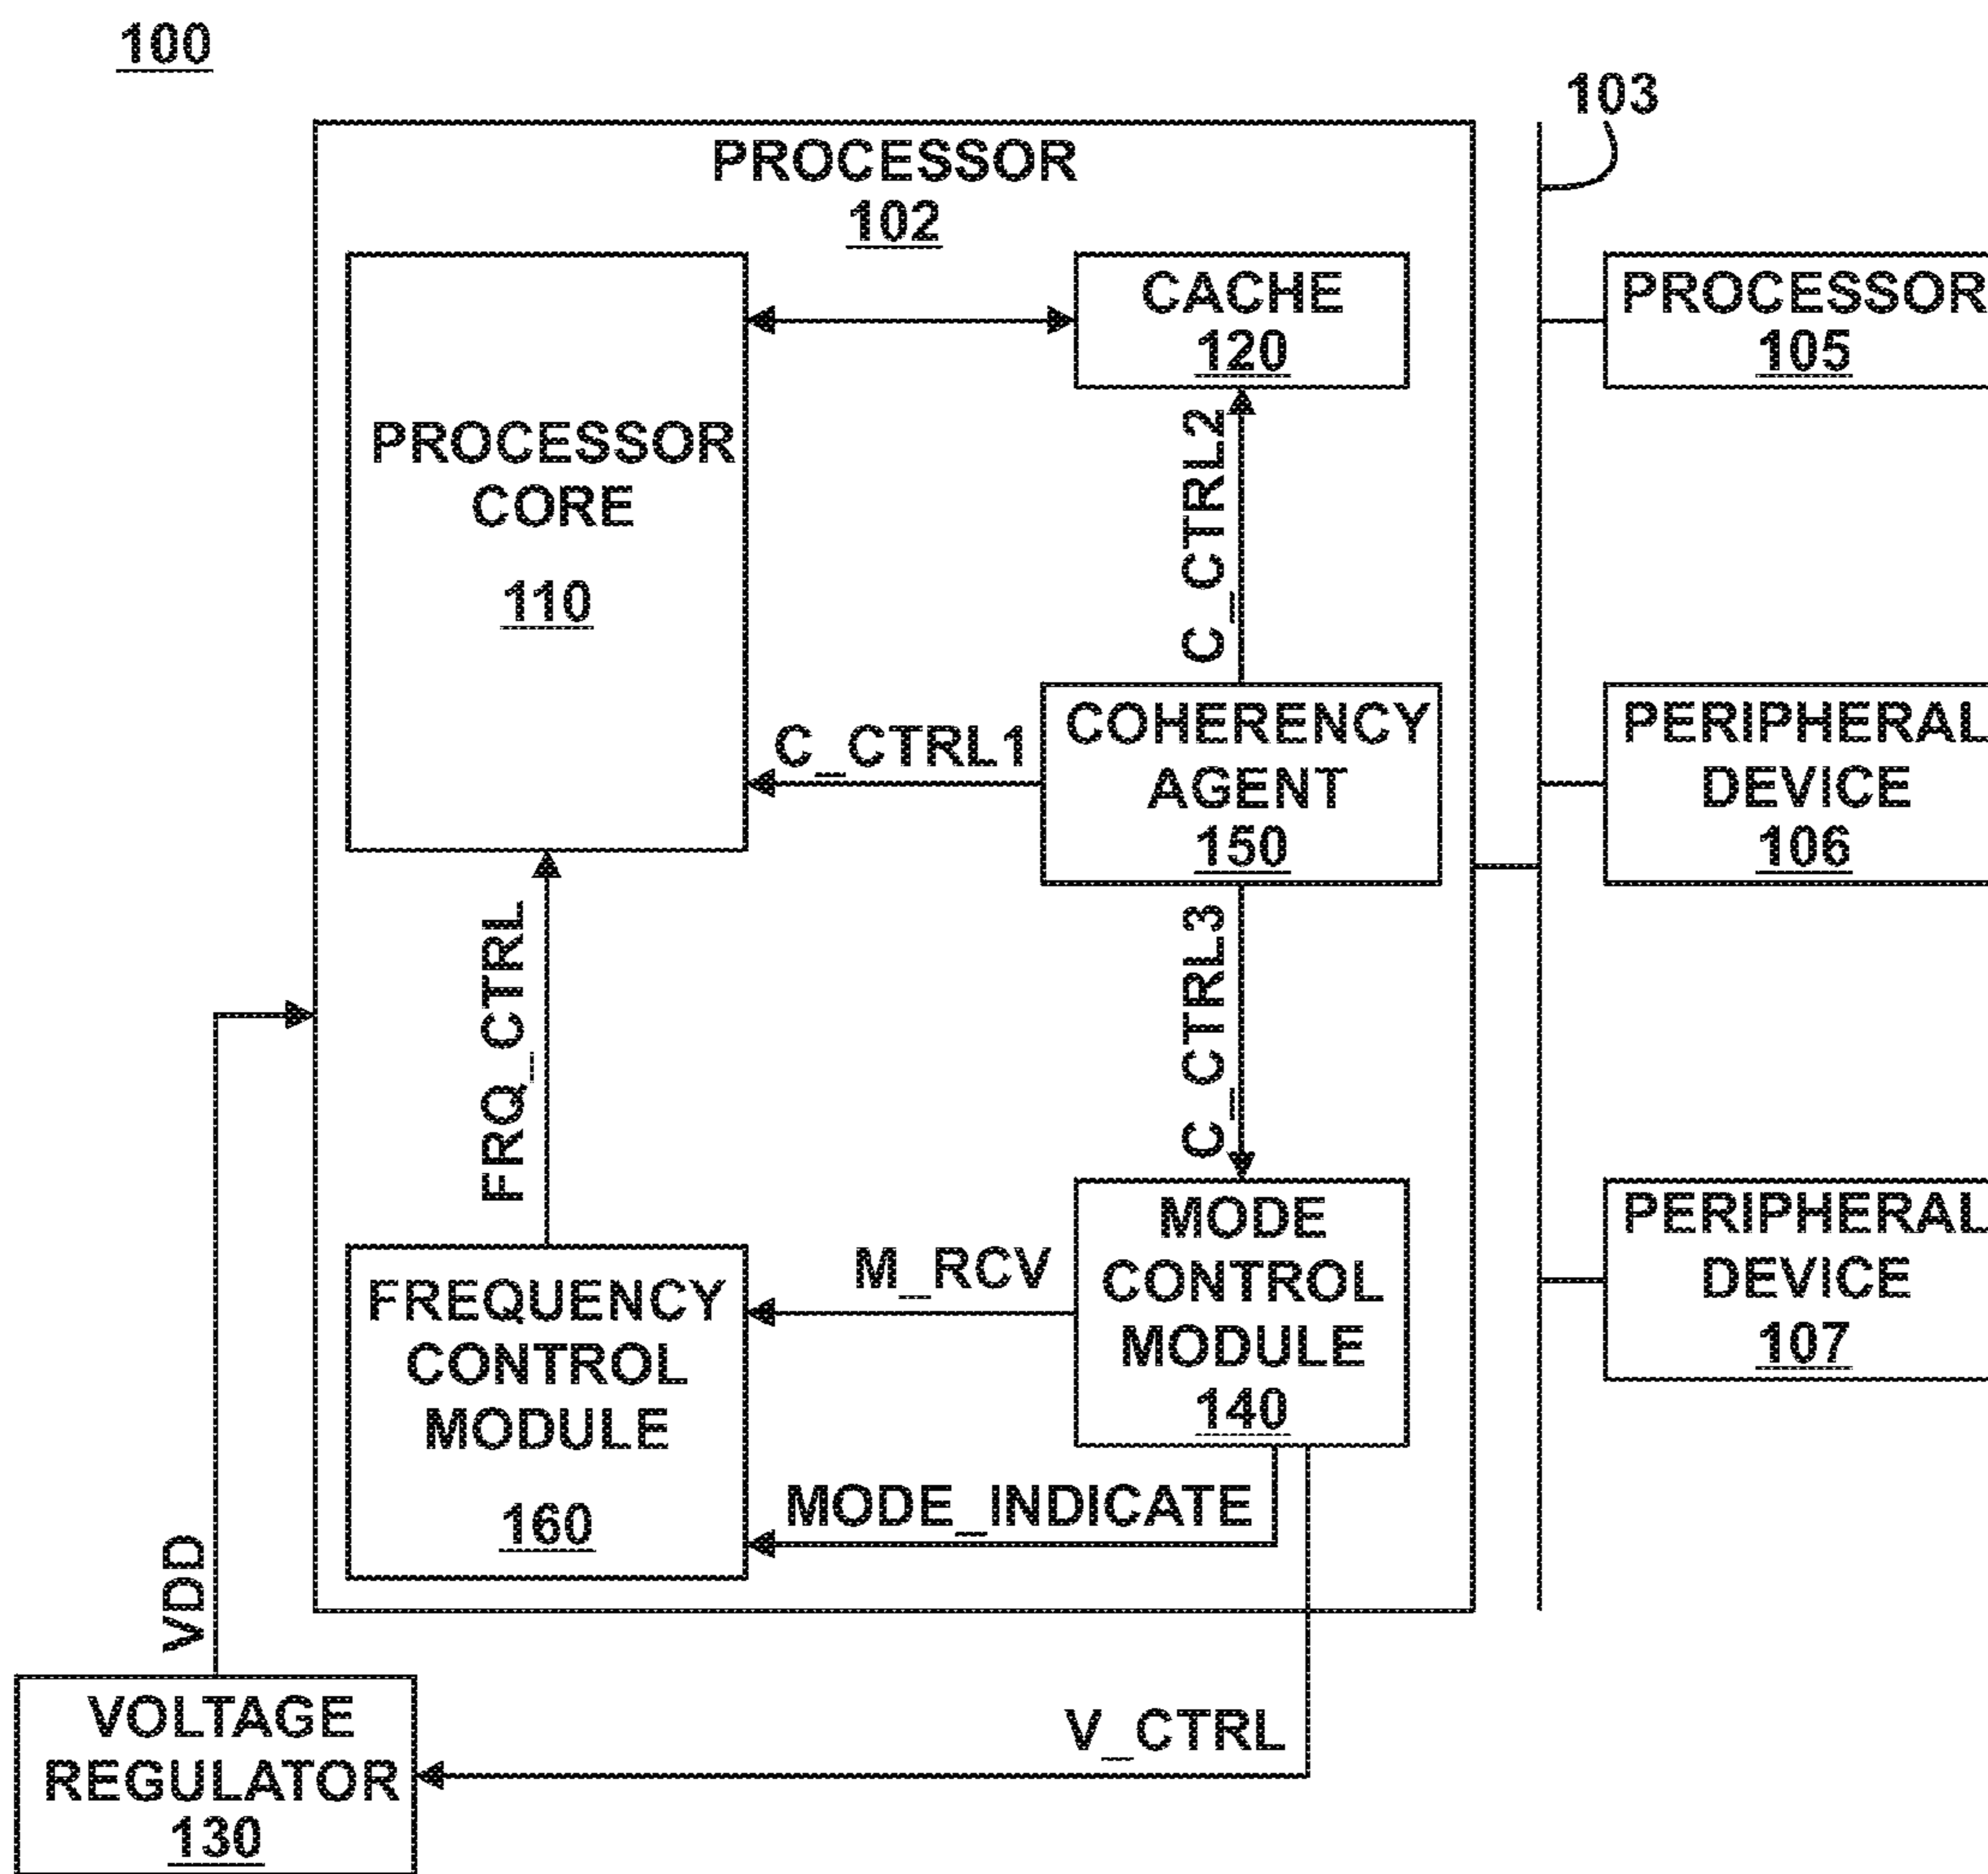 100
103
PROCESSOR
102
PROCESSOR
CORE
110
CACHE
120
PROCESSOR
105
C_CTRL2
C_CTRL1
COHERENCY
AGENT
150
PERIPHERAL
DEVICE
106
FRQ_CTRL
C_CTRL3
FREQUENCY
CONTROL
MODULE
160
M_RCV
MODE
CONTROL
MODULE
140
PERIPHERAL
DEVICE
107
MODE_INDICATE
VDD
VOLTAGE
REGULATOR
130
V_CTRL